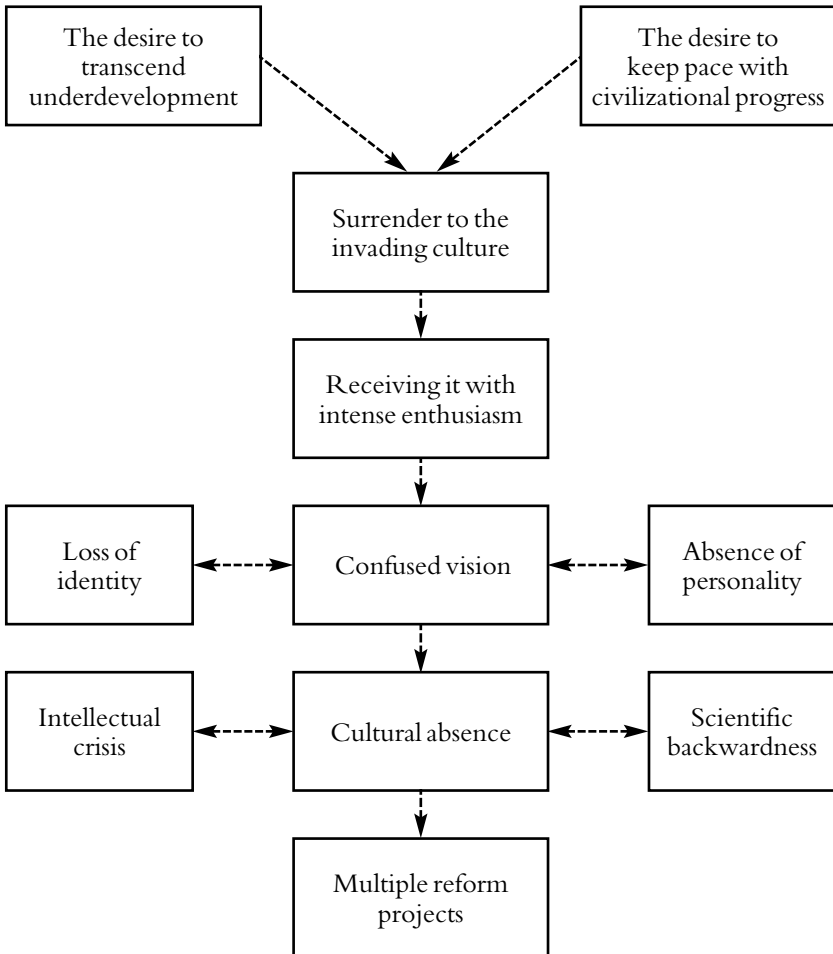 The desire to
transcend
underdevelopment
The desire to
keep pace with
civilizational progress
Surrender to the
invading culture
Receiving it with
intense enthusiasm
Loss of
identity
Confused vision
Absence of
personality
Intellectual
crisis
Cultural absence
Scientific
backwardness
Multiple reform
projects